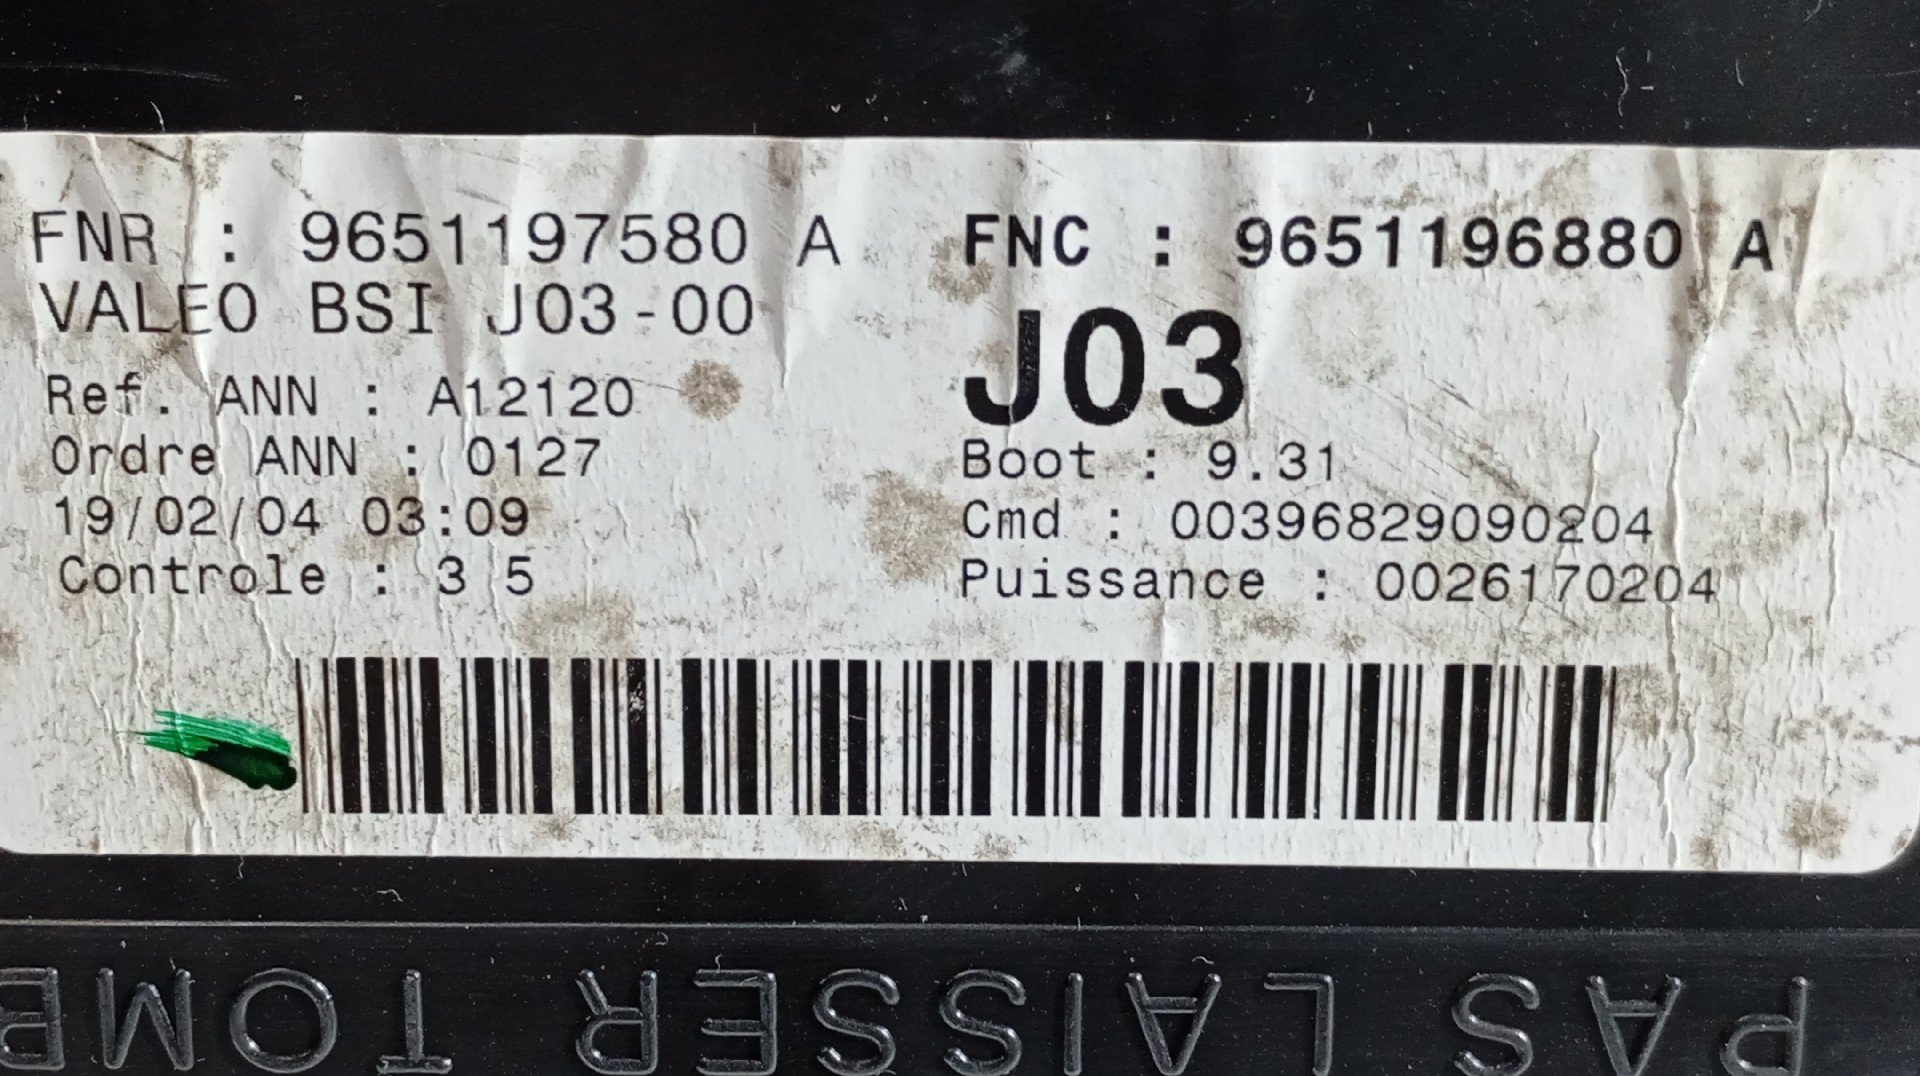 FNR : 9651197580 A
VALEO BSI J03-00
Ref. ANN : A12120
Ordre ANN : 0127
19/02/04 03:09
Controle : 3 5
FNC : 9651196880 A
J03
Boot : 9.31
Cmd : 00396829090204
Puissance : 0026170204
PAS LAISSER TOMB